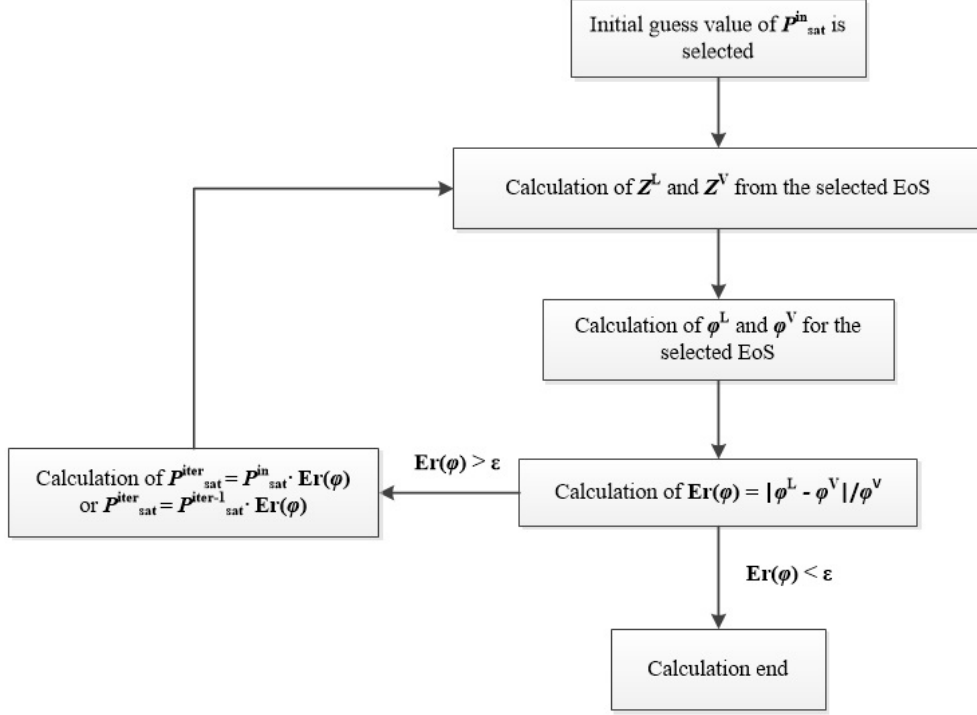 Initial guess value of P^in_sat is
selected
Calculation of Z^L and Z^V from the selected EoS
Calculation of φ^L and φ^V for the
selected EoS
Calculation of P^iter_sat = P^in_sat · Er(φ)
or P^iter_sat = P^iter-1_sat · Er(φ)
Er(φ) > ε
Calculation of Er(φ) = |φ^L - φ^V|/φ^V
Er(φ) < ε
Calculation end